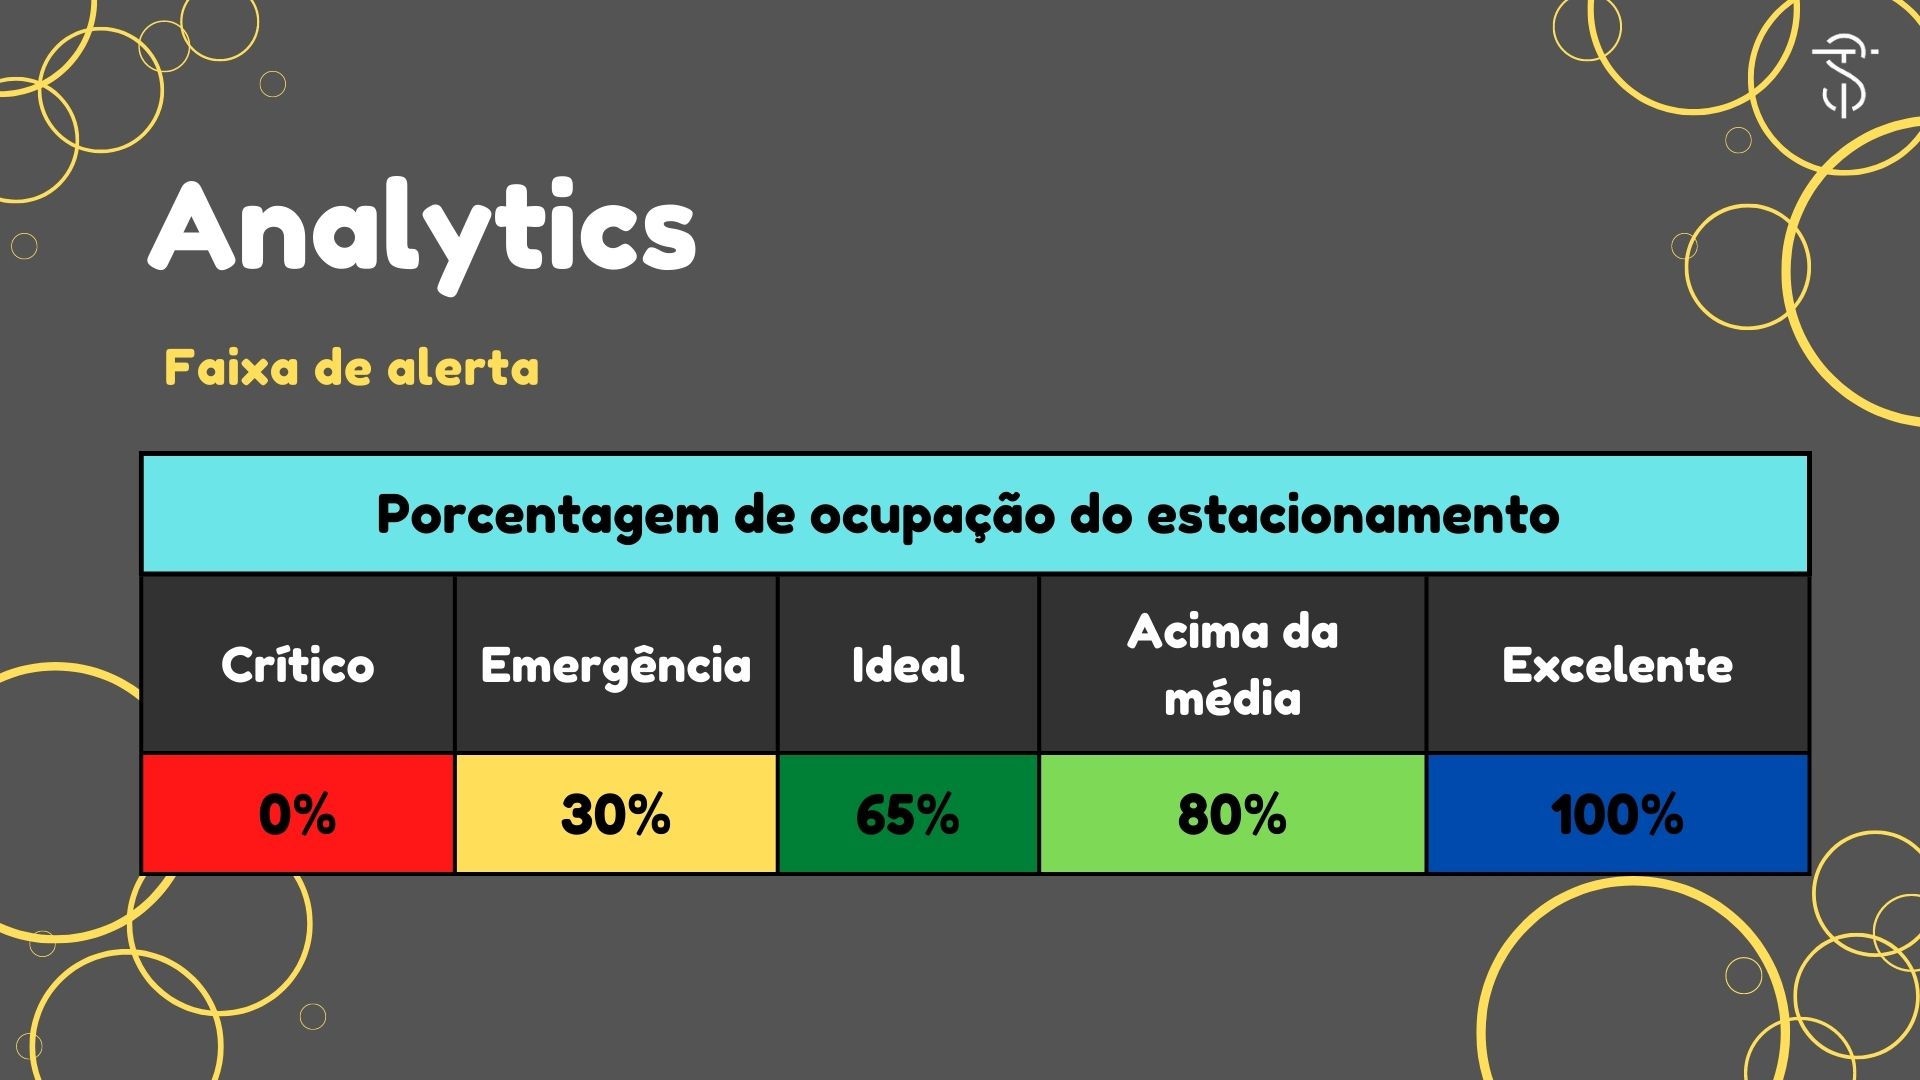 Analytics
Faixa de alerta
Porcentagem de ocupação do estacionamento
Crítico
Emergência
Ideal
Acima da
média
Excelente
0%
30%
65%
80%
100%